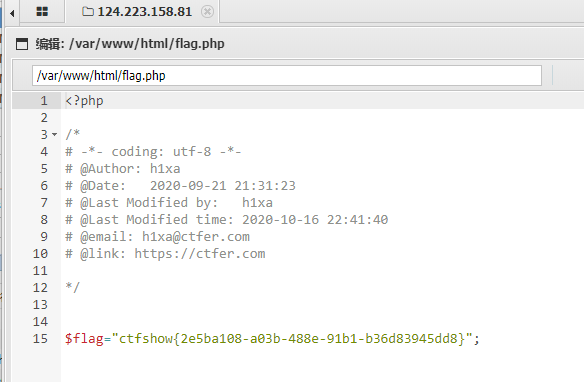 124.223.158.81
编辑: /var/www/html/flag.php
/var/www/html/flag.php
1 <?php
2
3 /*
4 # -*- coding: utf-8 -*-
5 # @Author: h1xa
6 # @Date:   2020-09-21 21:31:23
7 # @Last Modified by:   h1xa
8 # @Last Modified time: 2020-10-16 22:41:40
9 # @email: h1xa@ctfer.com
10 # @link: https://ctfer.com
11
12 */
13
14
15 $flag="ctfshow{2e5ba108-a03b-488e-91b1-b36d83945dd8}";